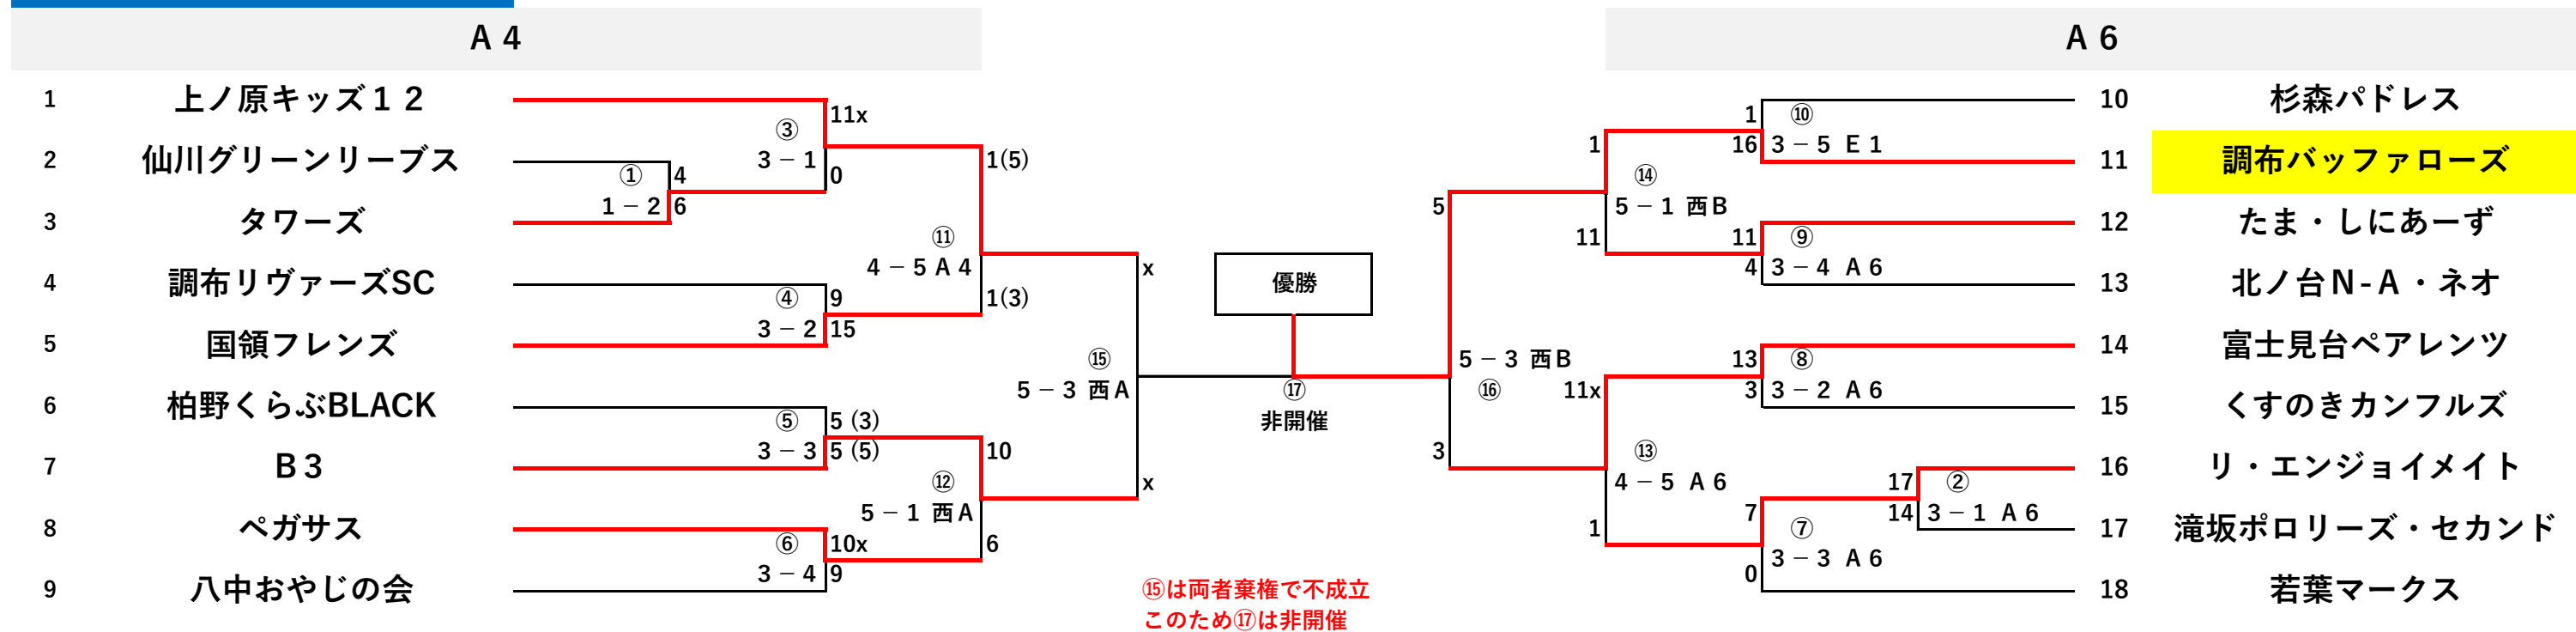 A 4
A 6
1 上ノ原キッズ１２
2 仙川グリーンリーブス
3 タワーズ
4 調布リヴァーズSC
5 国領フレンズ
6 柏野くらぶBLACK
7 B３
8 ペガサス
9 八中おやじの会
① 1－2
4
6
③ 3－1
11x
0
④ 3－2
9
15
⑤ 3－3
5 (3)
5 (5)
⑥ 3－4
10x
9
⑪ 4－5 A 4
1(5)
1(3)
⑫ 5－1 西A
10
6
⑮ 5－3 西A
x
x
優勝
⑰
非開催
⑮は両者棄権で不成立
このため⑰は非開催
5－3 西B
⑯
5
3
⑭
5－1 西B
1
11
⑬
4－5 A 6
11x
1
⑩
3－5 E 1
1
16
⑨
3－4 A 6
11
4
⑧
3－2 A 6
13
3
②
3－1 A 6
17
14
⑦
3－3 A 6
7
0
10 杉森パドレス
11 調布バッファローズ
12 たま・しにあーず
13 北ノ台N-A・ネオ
14 富士見台ペアレンツ
15 くすのきカンフルズ
16 リ・エンジョイメイト
17 滝坂ポロリーズ・セカンド
18 若葉マークス